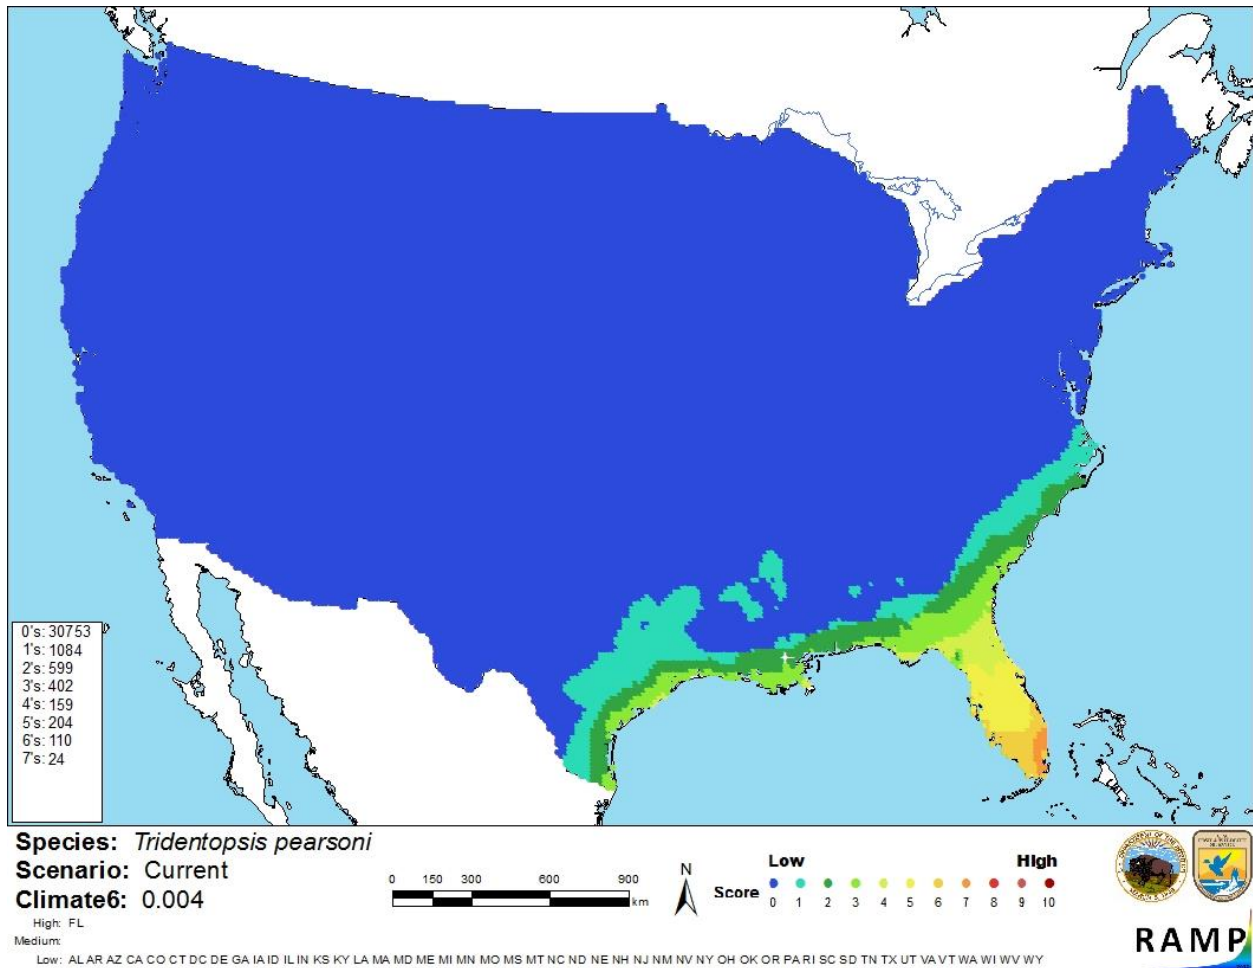 0's: 30753
1's: 1084
2's: 599
3's: 402
4's: 159
5's: 204
6's: 110
7's: 24
Species: Tridentopsis pearsoni
Scenario: Current
Climate6: 0.004
High: FL
Medium:
Low: AL AR AZ CA CO CT DC DE GA IA ID IL IN KS KY LA MA MD ME MI MN MO MS MT NC ND NE NH NJ NM NV NY OH OK OR PA RI SC SD TN TX UT VA VT WA WI WV WY
0 150 300 600 900
km
N
Low High
Score
0 1 2 3 4 5 6 7 8 9 10
RAMP